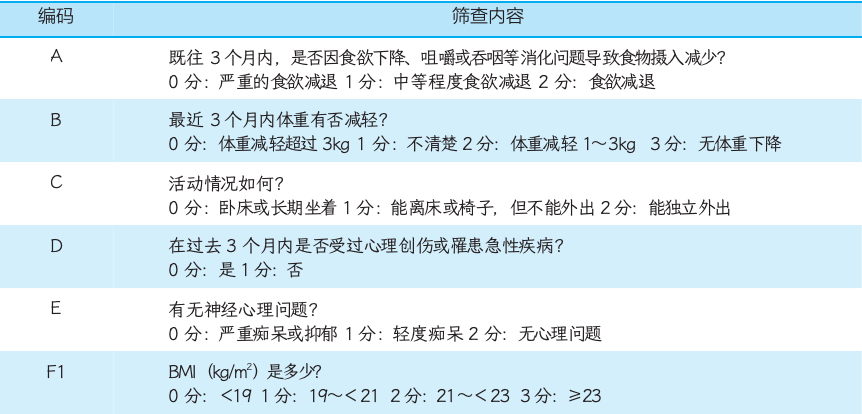 编码 筛查内容
A 既往 3 个月内，是否因食欲下降、咀嚼或吞咽等消化问题导致食物摄入减少？
0 分：严重的食欲减退 1 分：中等程度食欲减退 2 分：食欲减退
B 最近 3 个月内体重有否减轻？
0 分：体重减轻超过 3kg 1 分：不清楚 2 分：体重减轻 1～3kg 3 分：无体重下降
C 活动情况如何？
0 分：卧床或长期坐着 1 分：能离床或椅子，但不能外出 2 分：能独立外出
D 在过去 3 个月内是否受过心理创伤或罹患急性疾病？
0 分：是 1 分：否
E 有无神经心理问题？
0 分：严重痴呆或抑郁 1 分：轻度痴呆 2 分：无心理问题
F1 BMI（kg/m²）是多少？
0 分：<19 1 分：19～<21 2 分：21～<23 3 分：≥23